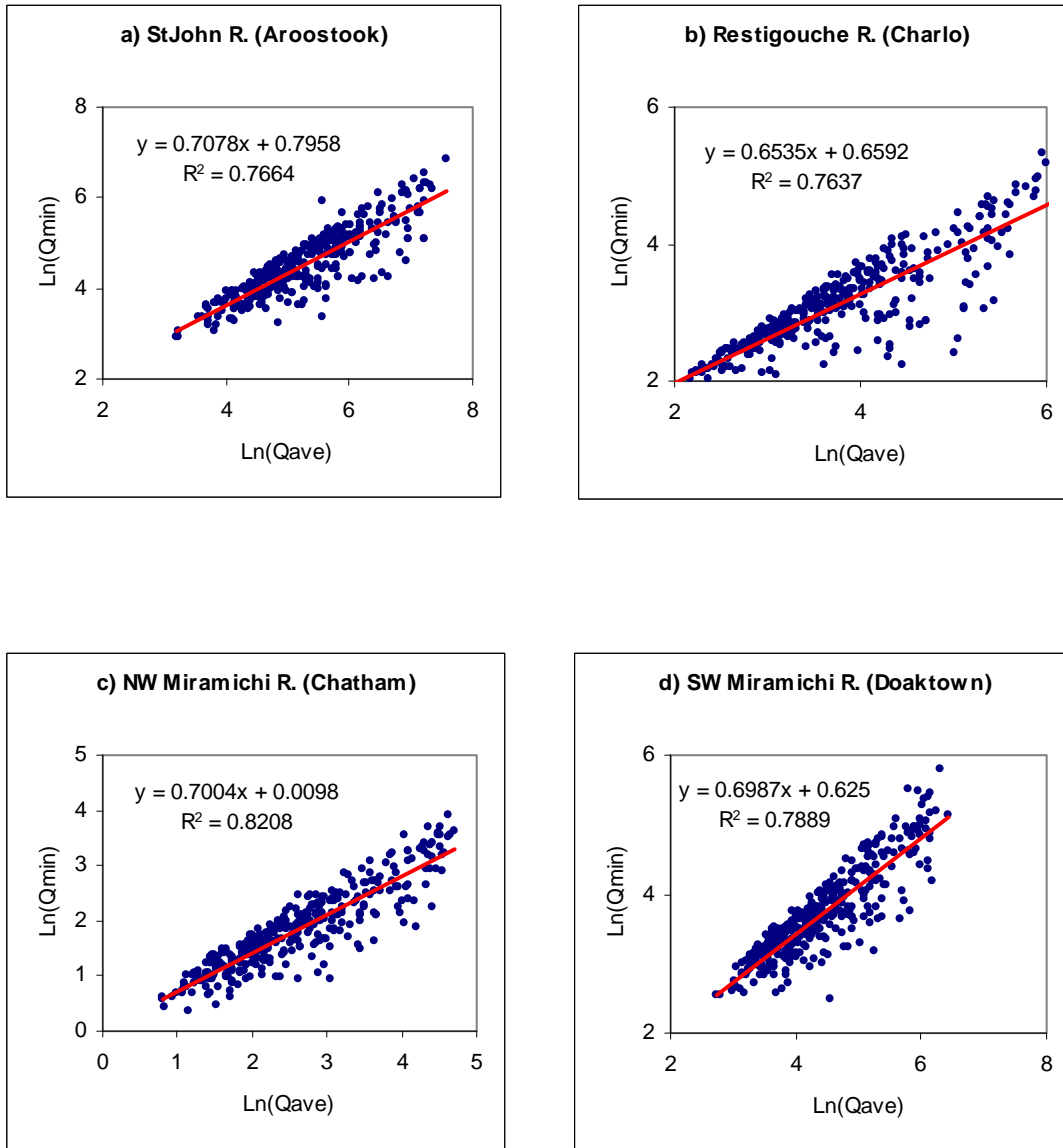 a) StJohn R. (Aroostook)
8
6
4
2
2 4 6 8
Ln(Qmin)
Ln(Qave)
y = 0.7078x + 0.7958
R² = 0.7664
b) Restigouche R. (Charlo)
6
4
2
2 4 6
Ln(Qmin)
Ln(Qave)
y = 0.6535x + 0.6592
R² = 0.7637
c) NW Miramichi R. (Chatham)
5
4
3
2
1
0
0 1 2 3 4 5
Ln(Qmin)
Ln(Qave)
y = 0.7004x + 0.0098
R² = 0.8208
d) SW Miramichi R. (Doaktown)
6
4
2
2 4 6 8
Ln(Qmin)
Ln(Qave)
y = 0.6987x + 0.625
R² = 0.7889